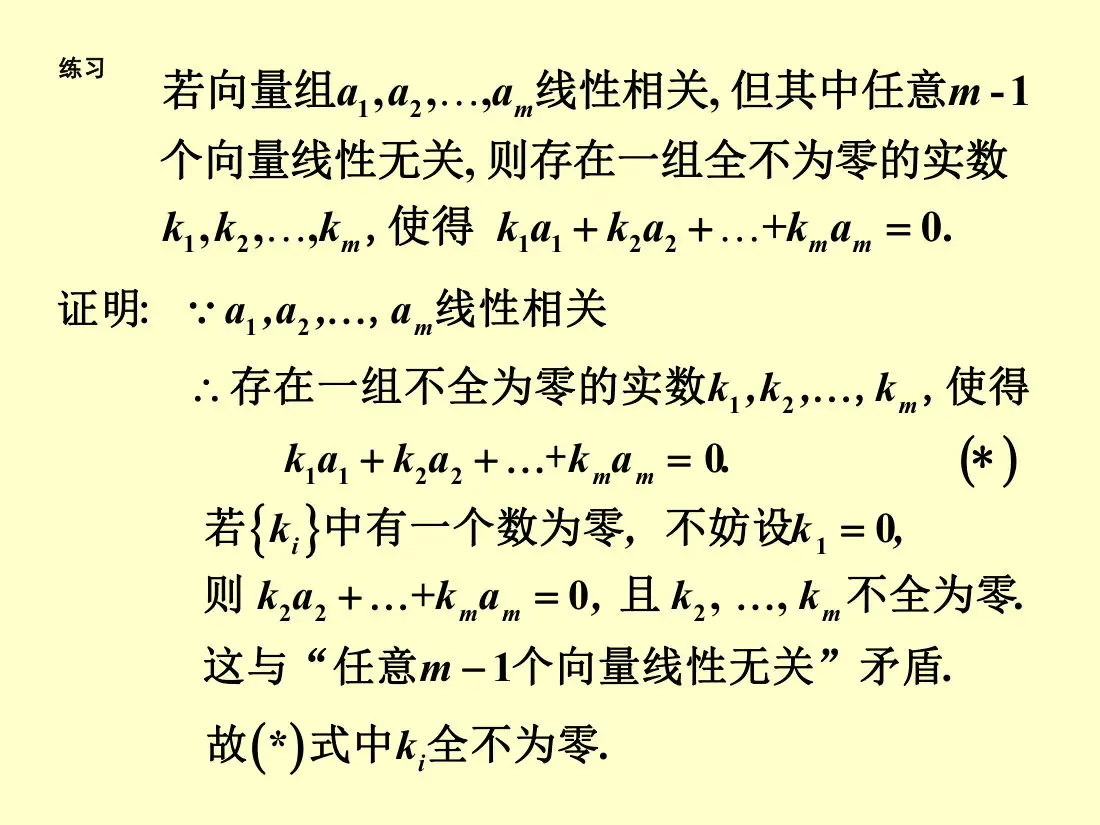 练习
若向量组a₁,a₂,…,aₘ线性相关,但其中任意m-1
个向量线性无关,则存在一组全不为零的实数
k₁,k₂,…,kₘ,使得 k₁a₁+k₂a₂+…+kₘaₘ=0.
证明: ∵a₁,a₂,…,aₘ线性相关
∴存在一组不全为零的实数k₁,k₂,…,kₘ,使得
k₁a₁+k₂a₂+…+kₘaₘ=0. (*)
若{kᵢ}中有一个数为零, 不妨设k₁=0,
则 k₂a₂+…+kₘaₘ=0, 且 k₂, …, kₘ不全为零.
这与“任意m-1个向量线性无关”矛盾.
故(*)式中kᵢ全不为零.